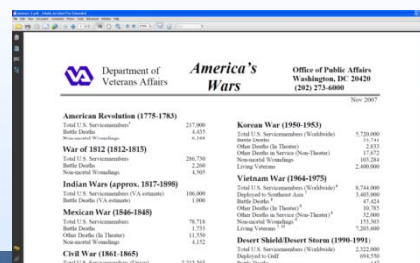 Department of
Veterans Affairs
America's
Wars
Office of Public Affairs
Washington, DC 20420
(202) 273-6000
Nov 2007
American Revolution (1775-1783)
Total U.S. Servicemembers 217,000
Battle Deaths 4,435
Non-mortal Woundings
War of 1812 (1812-1815)
Total U.S. Servicemembers 286,730
Battle Deaths 2,260
Non-mortal Woundings 4,505
Indian Wars (approx. 1817-1898)
Total U.S. Servicemembers (VA estimate) 106,000
Battle Deaths (VA estimate) 1,000
Mexican War (1846-1848)
Total U.S. Servicemembers 78,718
Battle Deaths 1,733
Other Deaths (In Theater) 11,550
Non-mortal Woundings 4,152
Civil War (1861-1865)
Korean War (1950-1953)
Total U.S. Servicemembers (Worldwide) 5,720,000
Battle Deaths
Other Deaths (In Theater) 2,833
Other Deaths in Service (Non-Theater) 17,672
Non-mortal Woundings 103,284
Living Veterans 2,400,000
Vietnam War (1964-1975)
Total U.S. Servicemembers (Worldwide) 8,744,000
Deployed to Southeast Asia 3,403,000
Battle Deaths 47,424
Other Deaths (In Theater) 10,785
Other Deaths in Service (Non-Theater) 32,000
Non-mortal Woundings 153,303
Living Veterans 7,203,600
Desert Shield/Desert Storm (1990-1991)
Total U.S. Servicemembers (Worldwide) 2,322,000
Deployed to Gulf 694,550
Battle Deaths